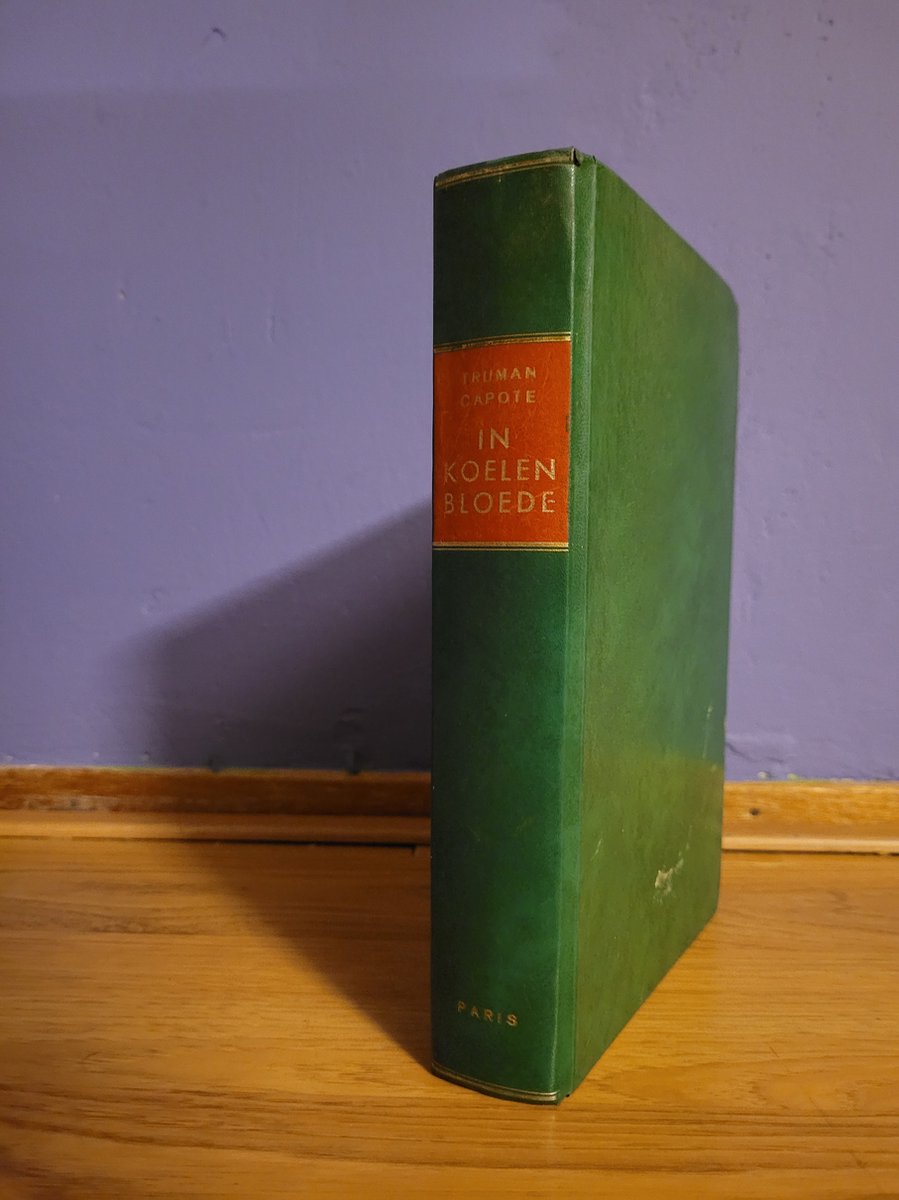 TRUMAN
CAPOTE
IN
KOELEN
BLOEDE
PARIS